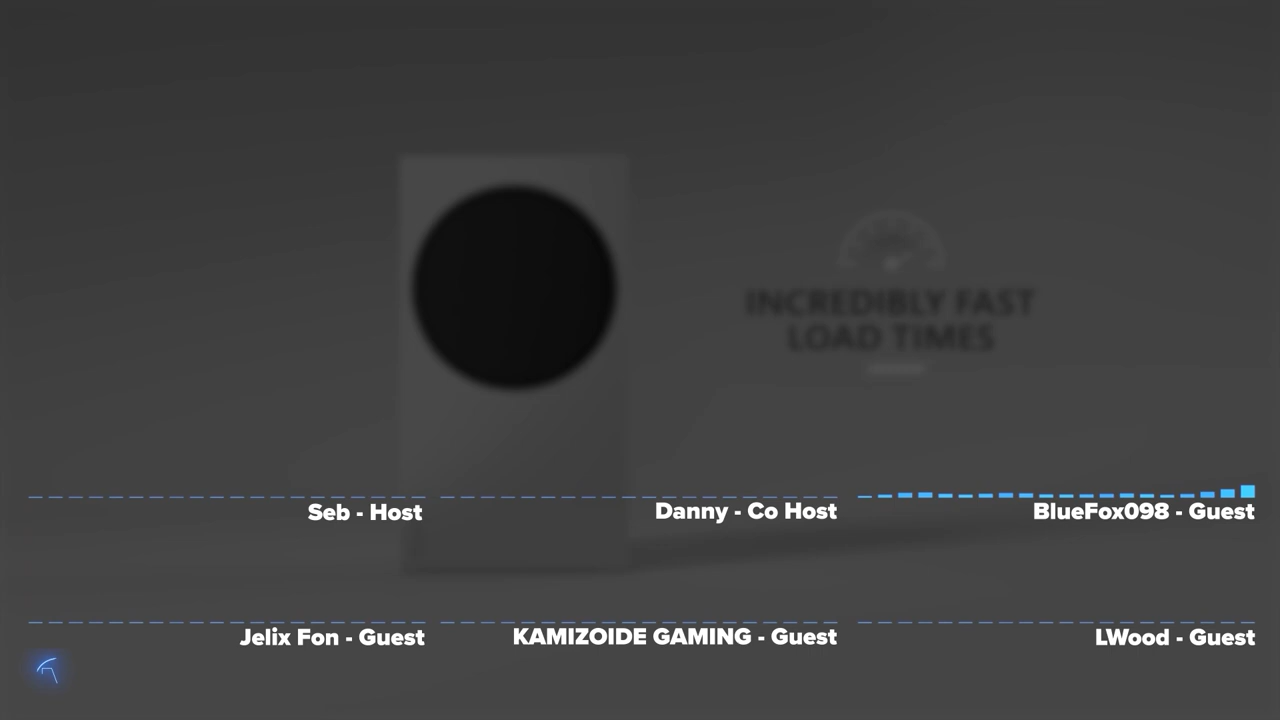 INCREDIBLY FAST
LOAD TIMES
Seb - Host
Danny - Co Host
BlueFox098 - Guest
Jelix Fon - Guest
KAMIZOIDE GAMING - Guest
LWood - Guest